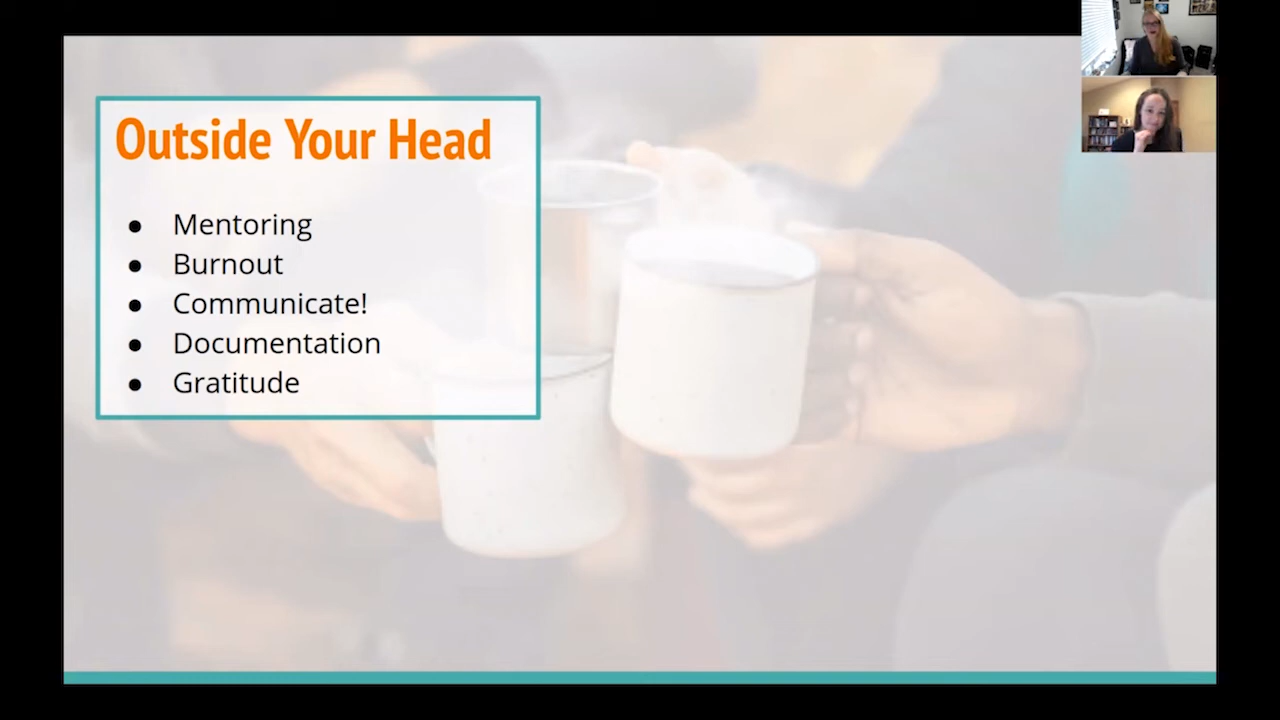 Outside Your Head
● Mentoring
● Burnout
● Communicate!
● Documentation
● Gratitude